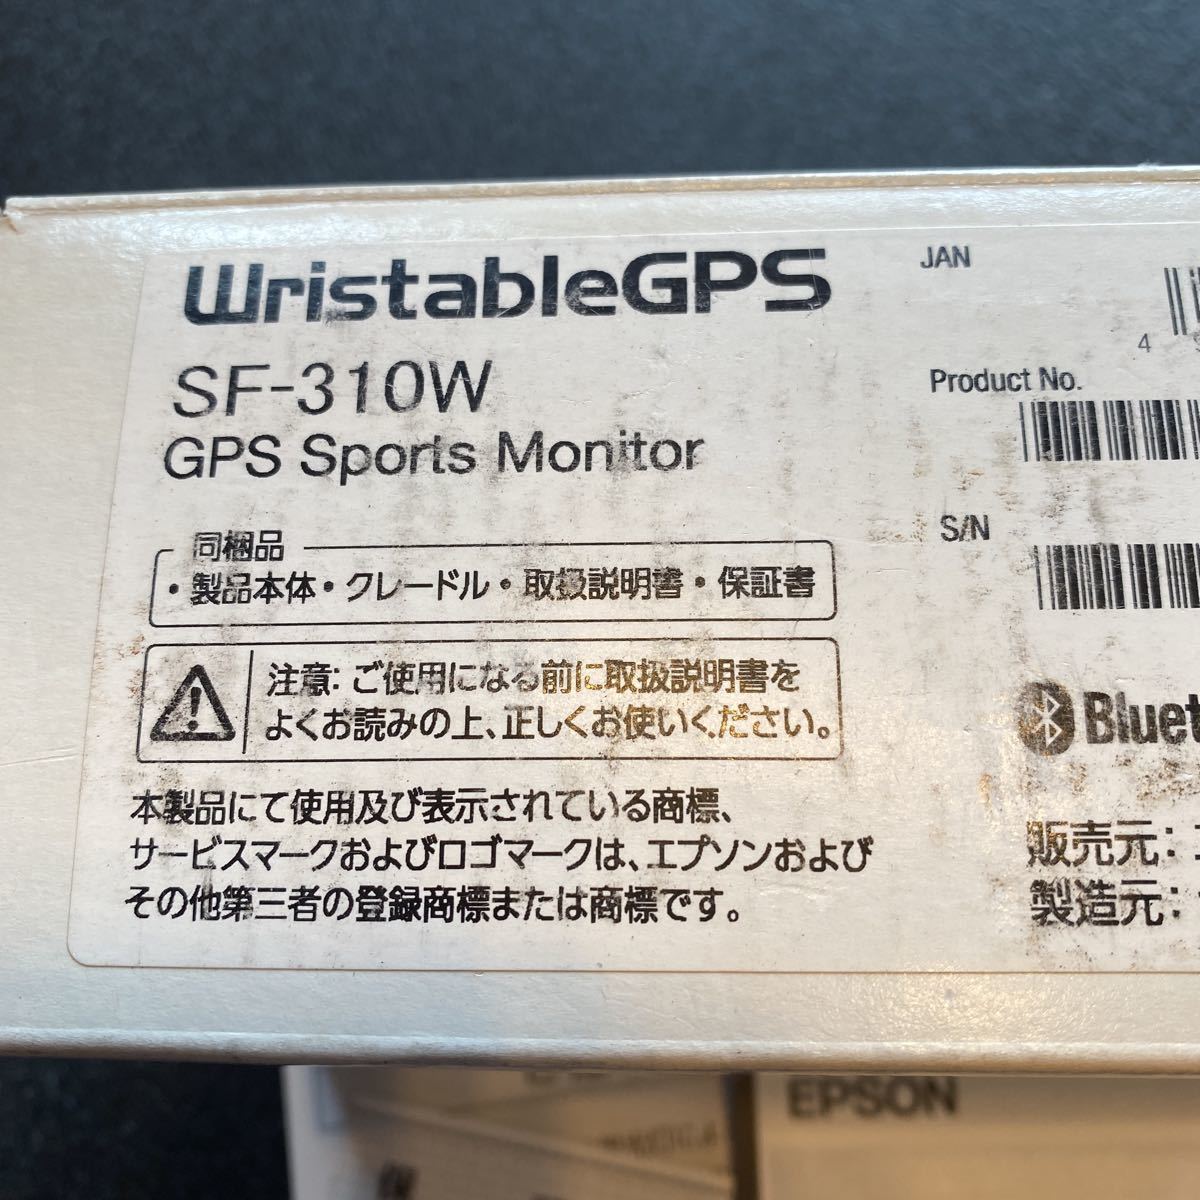 WristableGPS
SF-310W
GPS Sports Monitor
同梱品
・製品本体・クレードル・取扱説明書・保証書
注意: ご使用になる前に取扱説明書を
よくお読みの上、正しくお使いください。
本製品にて使用及び表示されている商標、
サービスマークおよびロゴマークは、エプソンおよび
その他第三者の登録商標または商標です。
JAN
4
Product No.
S/N
Bluet
販売元:
製造元:
EPSON